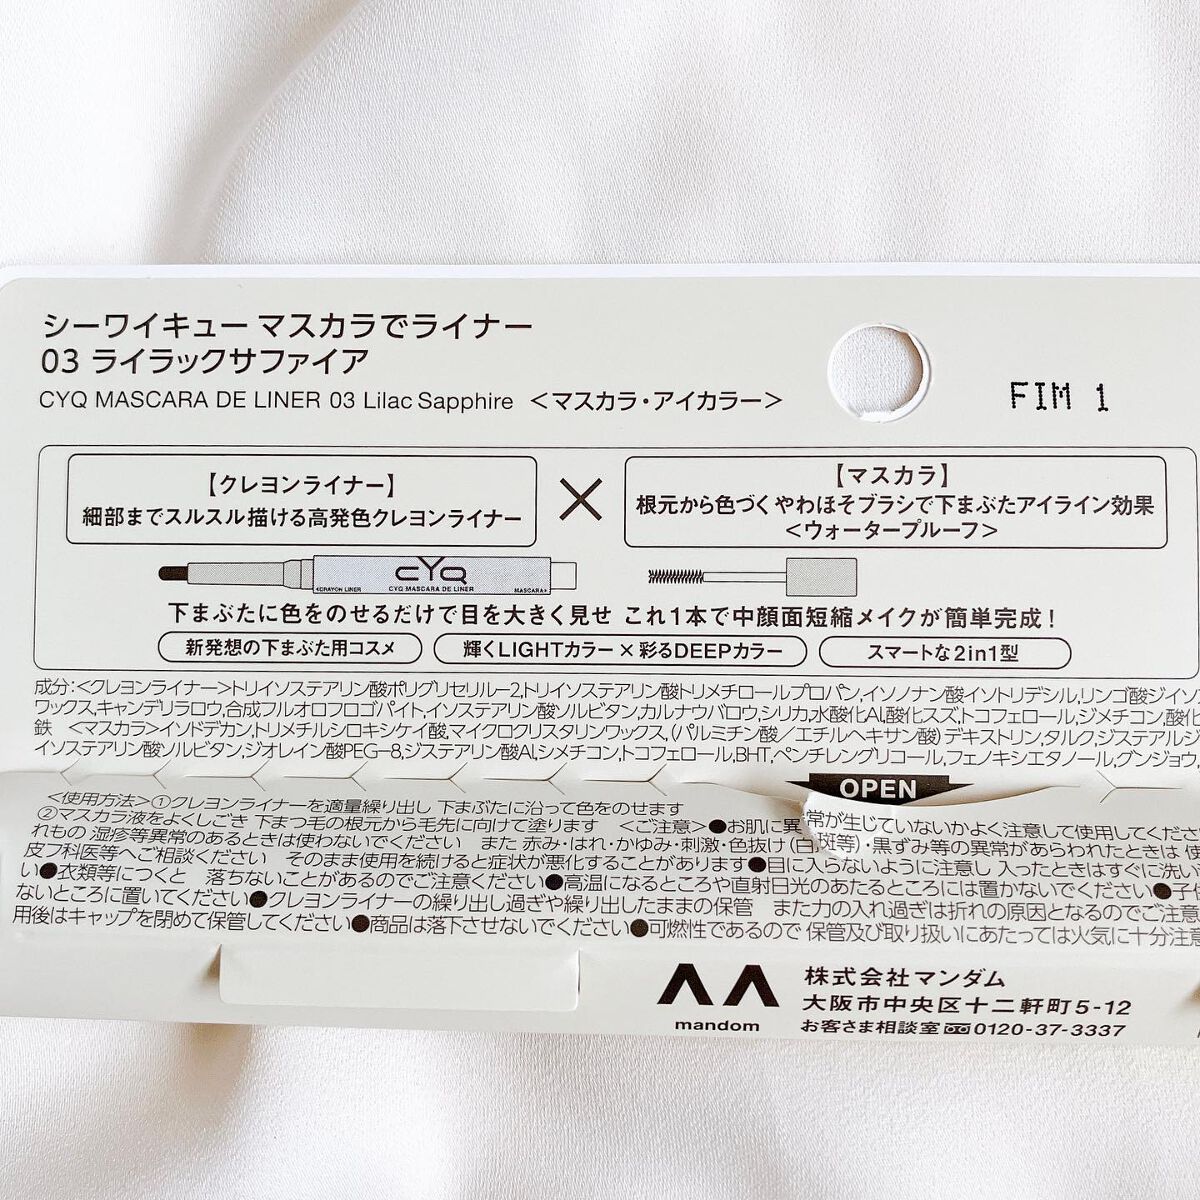 シーワイキュー マスカラでライナー
03 ライラックサファイア
CYQ MASCARA DE LINER 03 Lilac Sapphire <マスカラ・アイカラー>
FIM 1
【クレヨンライナー】
細部までスルスル描ける高発色クレヨンライナー
×
【マスカラ】
根元から色づくやわほそブラシで下まぶたアイライン効果
<ウォータープルーフ>
CYQ
<CRAYON LINER CYQ MASCARA DE LINER MASCARA>
下まぶたに色をのせるだけで目を大きく見せ これ1本で中顔面短縮メイクが簡単完成!
新発想の下まぶた用コスメ 輝くLIGHTカラー×彩るDEEPカラー スマートな2in1型
成分:<クレヨンライナー>トリイソステアリン酸ポリグリセリル-2,トリイソステアリン酸トリメチロールプロパン,イソノナン酸イソトリデシル,リンゴ酸ジイソ
ワックス,キャンデリラロウ,合成フルオロフロゴパイト,イソステアリン酸ソルビタン,カルナウバロウ,シリカ,水酸化Al,酸化スズ,トコフェロール,ジメチコン,酸化
鉄 <マスカラ>イソドデカン,トリメチルシロキシケイ酸,マイクロクリスタリンワックス,(パルミチン酸/エチルヘキサン酸)デキストリン,タルク,ジステアルジ
イソステアリン酸ソルビタン,ジオレイン酸PEG-8,ジステアリン酸Al,シメチコン,トコフェロール,BHT,ペンチレングリコール,フェノキシエタノール,グンジョウ,
OPEN
<使用方法>①クレヨンライナーを適量繰り出し 下まぶたに沿って色をのせます
②マスカラ液をよくしごき 下まつ毛の根元から毛先に向けて塗ります <ご注意>●お肌に異常が生じていないかよく注意して使用してくださ
れもの 湿疹等異常のあるときは使わないでください また 赤み・はれ・かゆみ・刺激・色抜け(白斑等)・黒ずみ等の異常があらわれたときは 使
皮フ科医等へご相談ください そのまま使用を続けると症状が悪化することがあります●目に入らないように注意し 入ったときはすぐに洗い
い●衣類等につくと 落ちないことがあるのでご注意ください●高温になるところや直射日光のあたるところには置かないでください●子供
ないところに置いてください●クレヨンライナーの繰り出し過ぎや繰り出したままの保管 また力の入れ過ぎは折れの原因となるのでご注意
用後はキャップを閉めて保管してください●商品は落下させないでください●可燃性であるので 保管及び取り扱いにあたっては火気に十分注意
mandom
株式会社マンダム
大阪市中央区十二軒町5-12
お客さま相談室 0120-37-3337